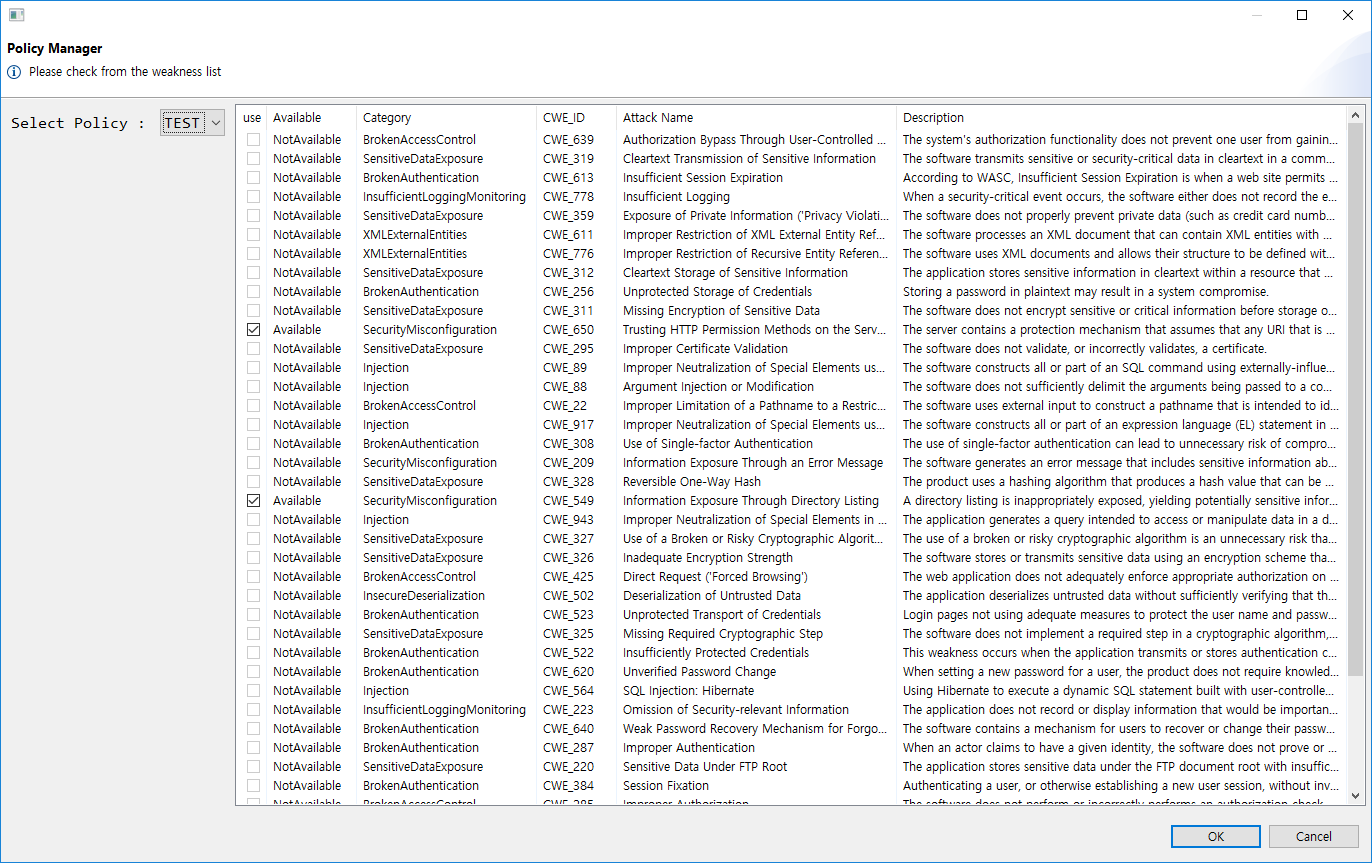 Policy Manager
Please check from the weakness list
Select Policy : TEST
use Available Category CWE_ID Attack Name Description
NotAvailable BrokenAccessControl CWE_639 Authorization Bypass Through User-Controlled ... The system's authorization functionality does not prevent one user from gainin...
NotAvailable SensitiveDataExposure CWE_319 Cleartext Transmission of Sensitive Information The software transmits sensitive or security-critical data in cleartext in a comm...
NotAvailable BrokenAuthentication CWE_613 Insufficient Session Expiration According to WASC, Insufficient Session Expiration is when a web site permits ...
NotAvailable InsufficientLoggingMonitoring CWE_778 Insufficient Logging When a security-critical event occurs, the software either does not record the e...
NotAvailable SensitiveDataExposure CWE_359 Exposure of Private Information ('Privacy Violati... The software does not properly prevent private data (such as credit card numb...
NotAvailable XMLExternalEntities CWE_611 Improper Restriction of XML External Entity Ref... The software processes an XML document that can contain XML entities with ...
NotAvailable XMLExternalEntities CWE_776 Improper Restriction of Recursive Entity Referen... The software uses XML documents and allows their structure to be defined wit...
NotAvailable SensitiveDataExposure CWE_312 Cleartext Storage of Sensitive Information The application stores sensitive information in cleartext within a resource that ...
NotAvailable BrokenAuthentication CWE_256 Unprotected Storage of Credentials Storing a password in plaintext may result in a system compromise.
NotAvailable SensitiveDataExposure CWE_311 Missing Encryption of Sensitive Data The software does not encrypt sensitive or critical information before storage o...
Available SecurityMisconfiguration CWE_650 Trusting HTTP Permission Methods on the Serv... The server contains a protection mechanism that assumes that any URI that is ...
NotAvailable SensitiveDataExposure CWE_295 Improper Certificate Validation The software does not validate, or incorrectly validates, a certificate.
NotAvailable Injection CWE_89 Improper Neutralization of Special Elements us... The software constructs all or part of an SQL command using externally-influe...
NotAvailable Injection CWE_88 Argument Injection or Modification The software does not sufficiently delimit the arguments being passed to a co...
NotAvailable BrokenAccessControl CWE_22 Improper Limitation of a Pathname to a Restric... The software uses external input to construct a pathname that is intended to id...
NotAvailable Injection CWE_917 Improper Neutralization of Special Elements us... The software constructs all or part of an expression language (EL) statement in ...
NotAvailable BrokenAuthentication CWE_308 Use of Single-factor Authentication The use of single-factor authentication can lead to unnecessary risk of compro...
NotAvailable SecurityMisconfiguration CWE_209 Information Exposure Through an Error Message The software generates an error message that includes sensitive information ab...
NotAvailable SensitiveDataExposure CWE_328 Reversible One-Way Hash The product uses a hashing algorithm that produces a hash value that can be ...
Available SecurityMisconfiguration CWE_549 Information Exposure Through Directory Listing A directory listing is inappropriately exposed, yielding potentially sensitive infor...
NotAvailable Injection CWE_943 Improper Neutralization of Special Elements in ... The application generates a query intended to access or manipulate data in a d...
NotAvailable SensitiveDataExposure CWE_327 Use of a Broken or Risky Cryptographic Algorit... The use of a broken or risky cryptographic algorithm is an unnecessary risk tha...
NotAvailable SensitiveDataExposure CWE_326 Inadequate Encryption Strength The software stores or transmits sensitive data using an encryption scheme tha...
NotAvailable BrokenAccessControl CWE_425 Direct Request ('Forced Browsing') The web application does not adequately enforce appropriate authorization on ...
NotAvailable InsecureDeserialization CWE_502 Deserialization of Untrusted Data The application deserializes untrusted data without sufficiently verifying that th...
NotAvailable BrokenAuthentication CWE_523 Unprotected Transport of Credentials Login pages not using adequate measures to protect the user name and passw...
NotAvailable SensitiveDataExposure CWE_325 Missing Required Cryptographic Step The software does not implement a required step in a cryptographic algorithm,...
NotAvailable BrokenAuthentication CWE_522 Insufficiently Protected Credentials This weakness occurs when the application transmits or stores authentication c...
NotAvailable BrokenAuthentication CWE_620 Unverified Password Change When setting a new password for a user, the product does not require knowled...
NotAvailable Injection CWE_564 SQL Injection: Hibernate Using Hibernate to execute a dynamic SQL statement built with user-controlle...
NotAvailable InsufficientLoggingMonitoring CWE_223 Omission of Security-relevant Information The application does not record or display information that would be importan...
NotAvailable BrokenAuthentication CWE_640 Weak Password Recovery Mechanism for Forgo... The software contains a mechanism for users to recover or change their passw...
NotAvailable BrokenAuthentication CWE_287 Improper Authentication When an actor claims to have a given identity, the software does not prove or ...
NotAvailable SensitiveDataExposure CWE_220 Sensitive Data Under FTP Root The application stores sensitive data under the FTP document root with insuffic...
NotAvailable BrokenAuthentication CWE_384 Session Fixation Authenticating a user, or otherwise establishing a new user session, without inv...
NotAvailable BrokenAccessControl CWE_285 Improper Authorization The software does not perform or incorrectly performs an authorization check
OK Cancel